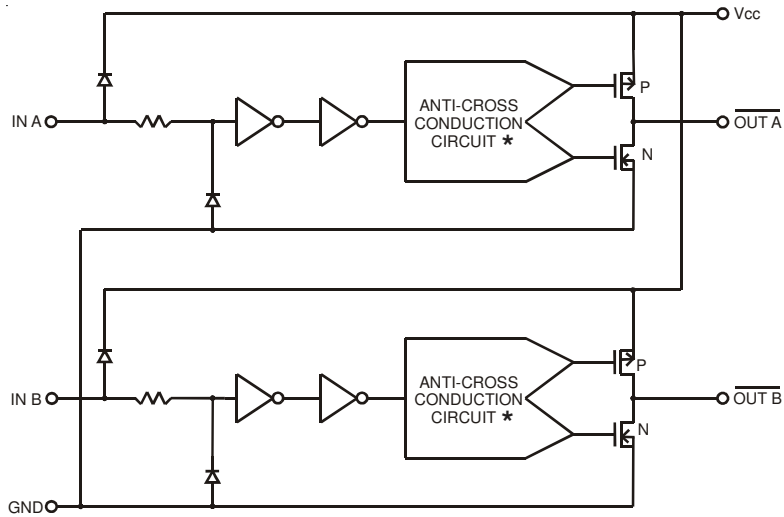 Vcc
P
IN A
ANTI-CROSS
CONDUCTION
CIRCUIT *
OUT A
N
P
IN B
ANTI-CROSS
CONDUCTION
CIRCUIT *
OUT B
N
GND